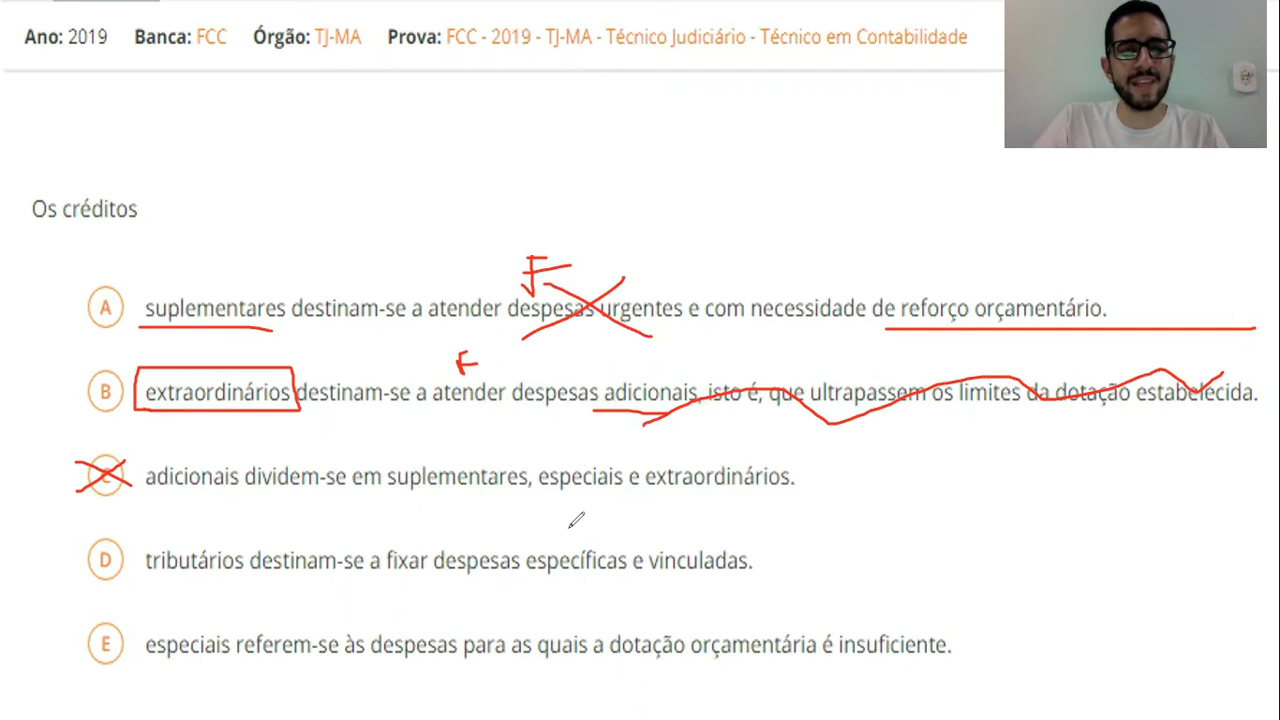 Ano: 2019 Banca: FCC Órgão: TJ-MA Prova: FCC - 2019 - TJ-MA - Técnico Judiciário - Técnico em Contabilidade
Os créditos
F
A suplementares destinam-se a atender despesas urgentes e com necessidade de reforço orçamentário.
F
B extraordinários destinam-se a atender despesas adicionais, isto é, que ultrapassem os limites da dotação estabelecida.
C adicionais dividem-se em suplementares, especiais e extraordinários.
D tributários destinam-se a fixar despesas específicas e vinculadas.
E especiais referem-se às despesas para as quais a dotação orçamentária é insuficiente.